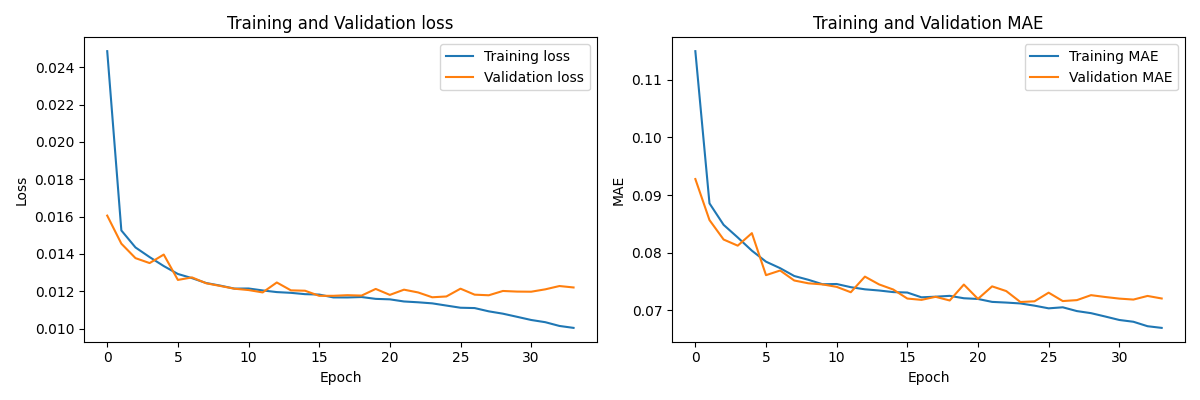 Training and Validation loss
Training loss
Validation loss
0.024
0.022
0.020
0.018
0.016
0.014
0.012
0.010
Loss
0 5 10 15 20 25 30
Epoch
Training and Validation MAE
Training MAE
Validation MAE
0.11
0.10
0.09
0.08
0.07
MAE
0 5 10 15 20 25 30
Epoch